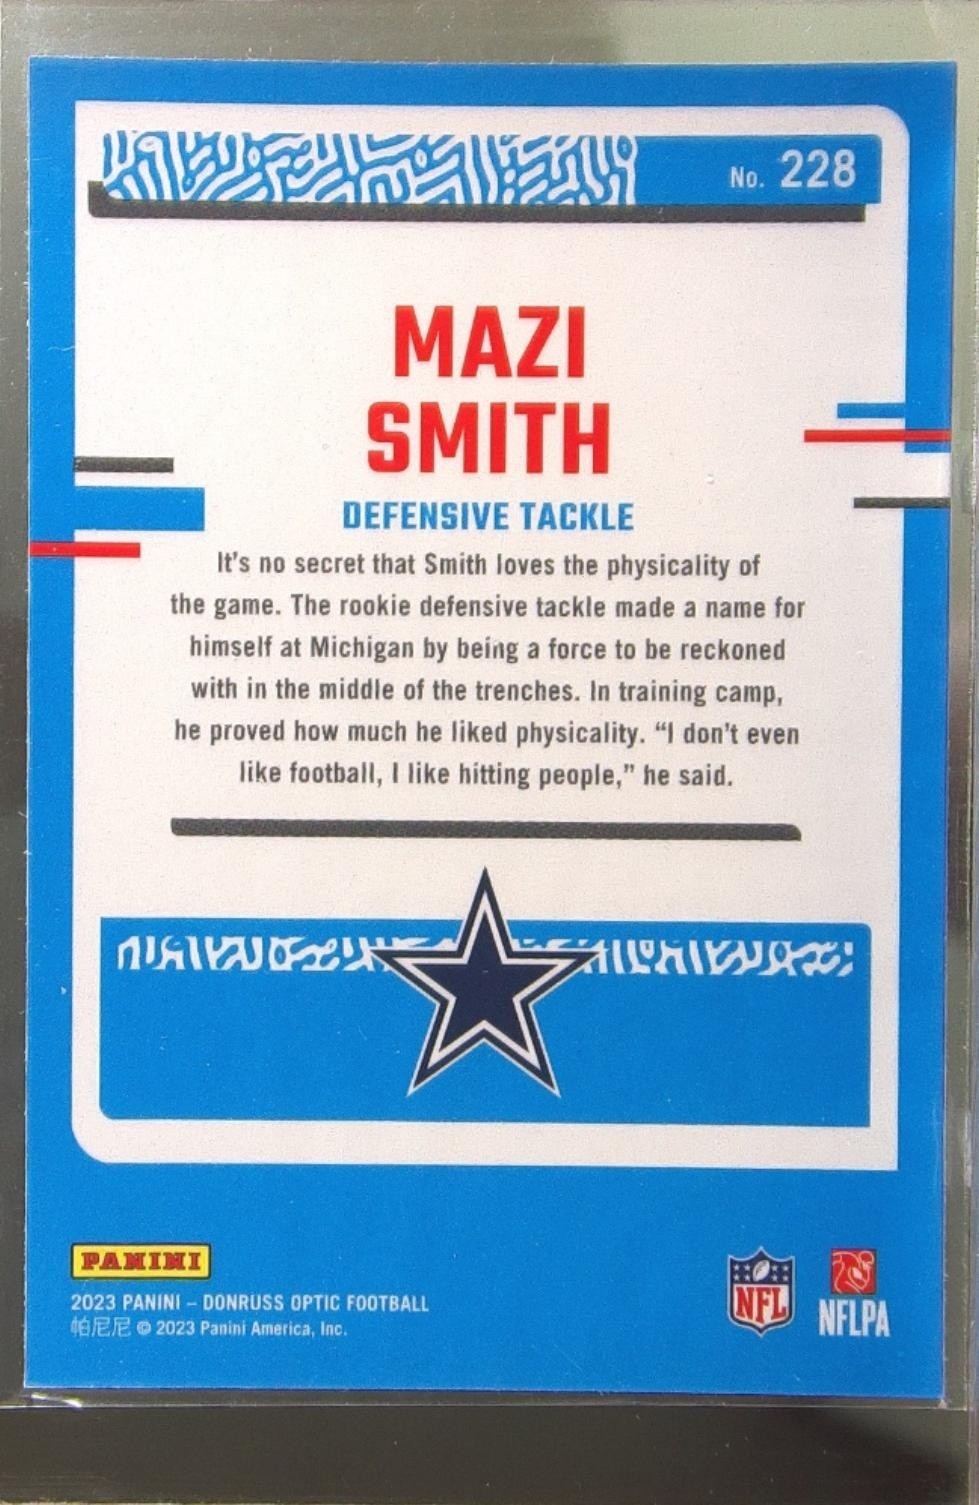 No. 228
MAZI
SMITH
DEFENSIVE TACKLE
It's no secret that Smith loves the physicality of
the game. The rookie defensive tackle made a name for
himself at Michigan by being a force to be reckoned
with in the middle of the trenches. In training camp,
he proved how much he liked physicality. “I don't even
like football, I like hitting people,” he said.
PANINI
2023 PANINI – DONRUSS OPTIC FOOTBALL
帕尼尼 © 2023 Panini America, Inc.
NFL
NFLPA